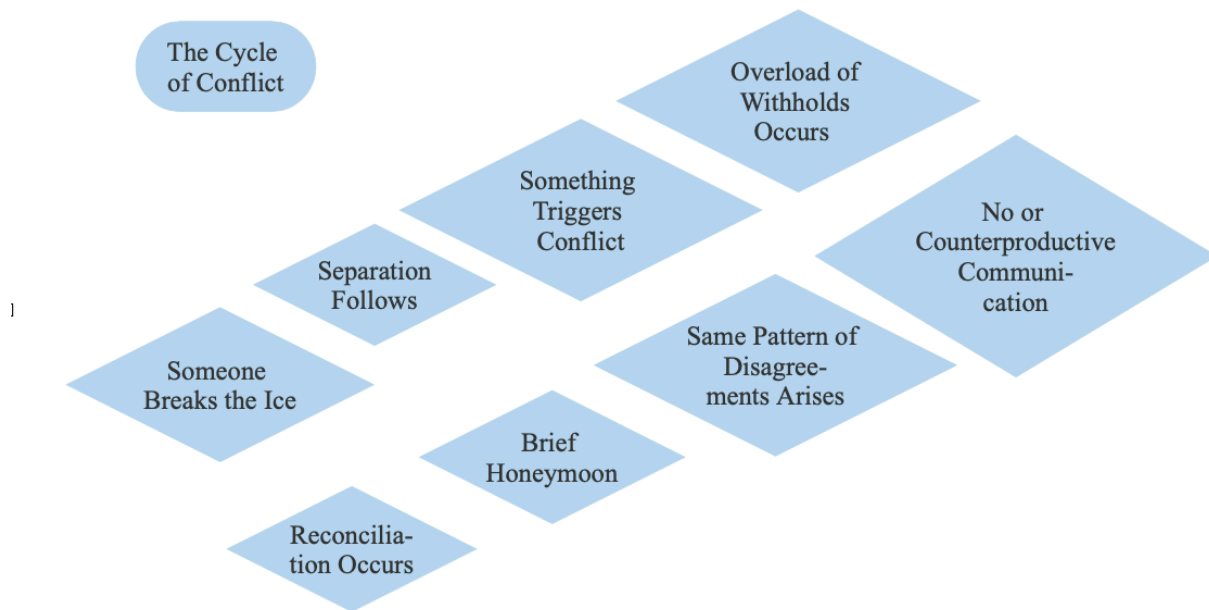 The Cycle
of Conflict
Overload of
Withholds
Occurs
Something
Triggers
Conflict
No or
Counterproductive
Communi-
cation
Separation
Follows
Same Pattern of
Disagree-
ments Arises
Someone
Breaks the Ice
Brief
Honeymoon
Reconcilia-
tion Occurs